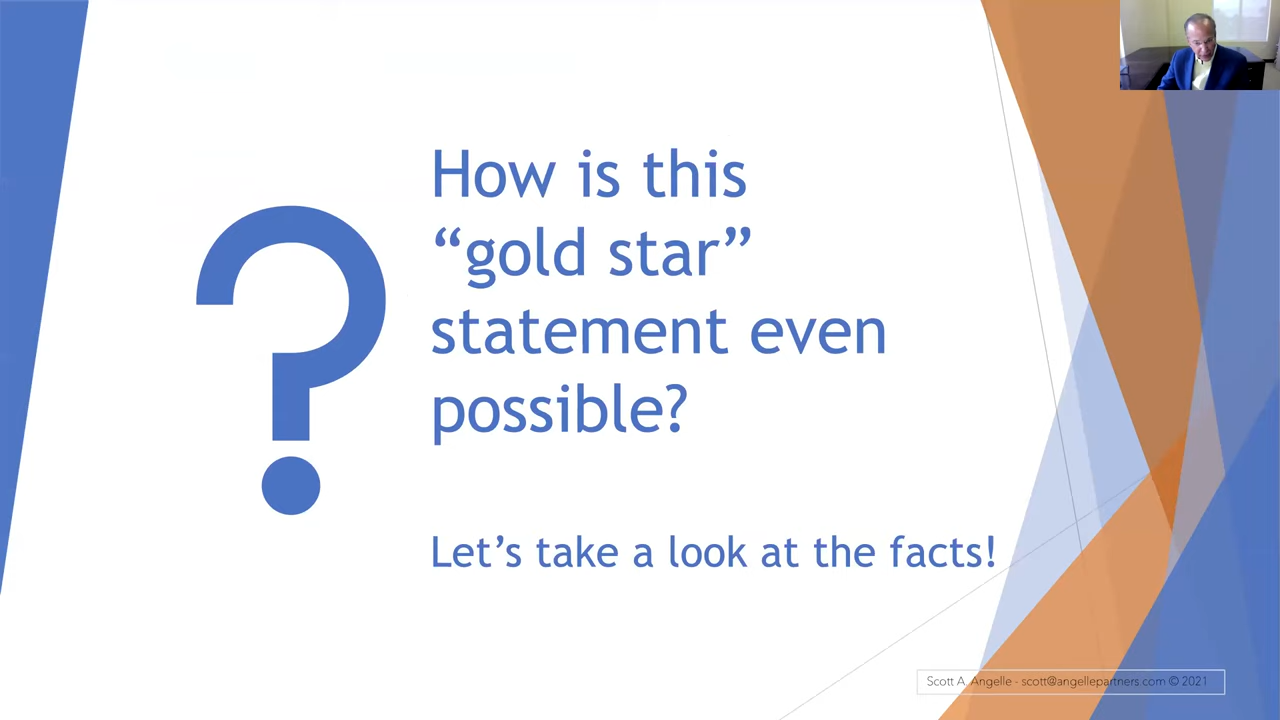 How is this
“gold star”
statement even
possible?
Let’s take a look at the facts!
Scott A. Angelle - scott@angellepartners.com © 2021